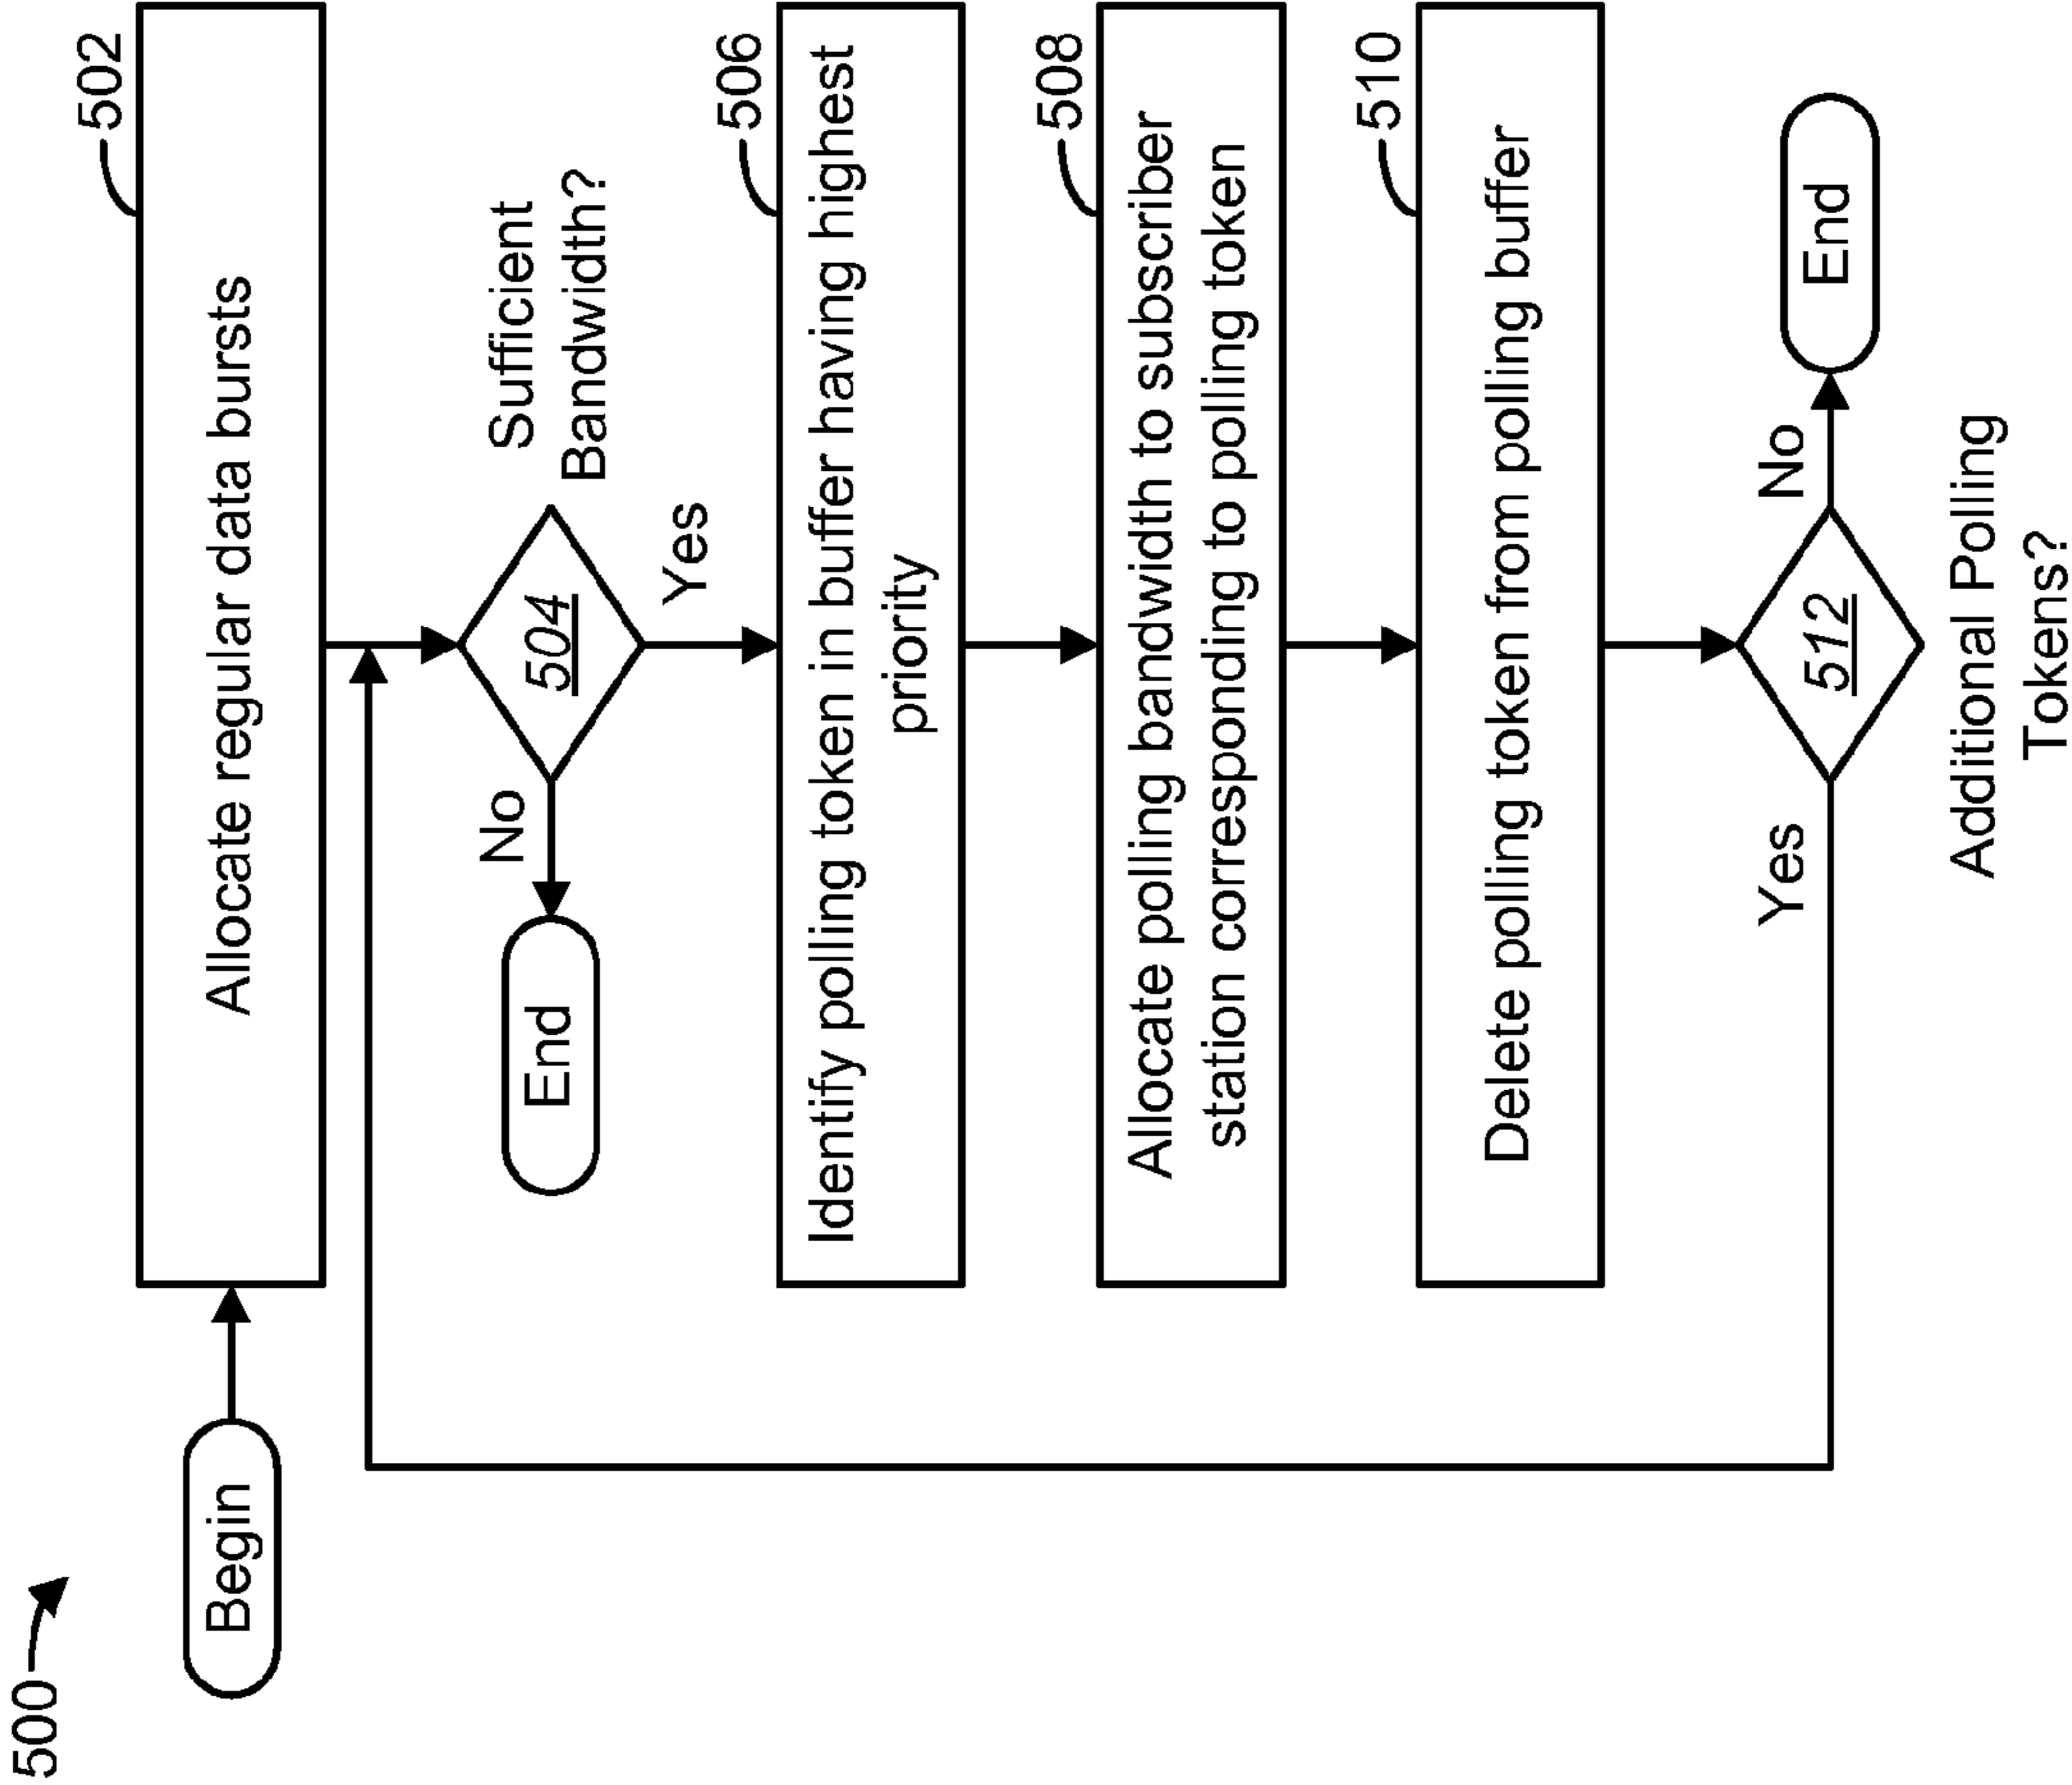 500
Begin
502
Allocate regular data bursts
504
Sufficient
Bandwidth?
No
End
Yes
506
Identify polling token in buffer having highest
priority
508
Allocate polling bandwidth to subscriber
station corresponding to polling token
510
Delete polling token from polling buffer
512
Yes
No
End
Additional Polling
Tokens?